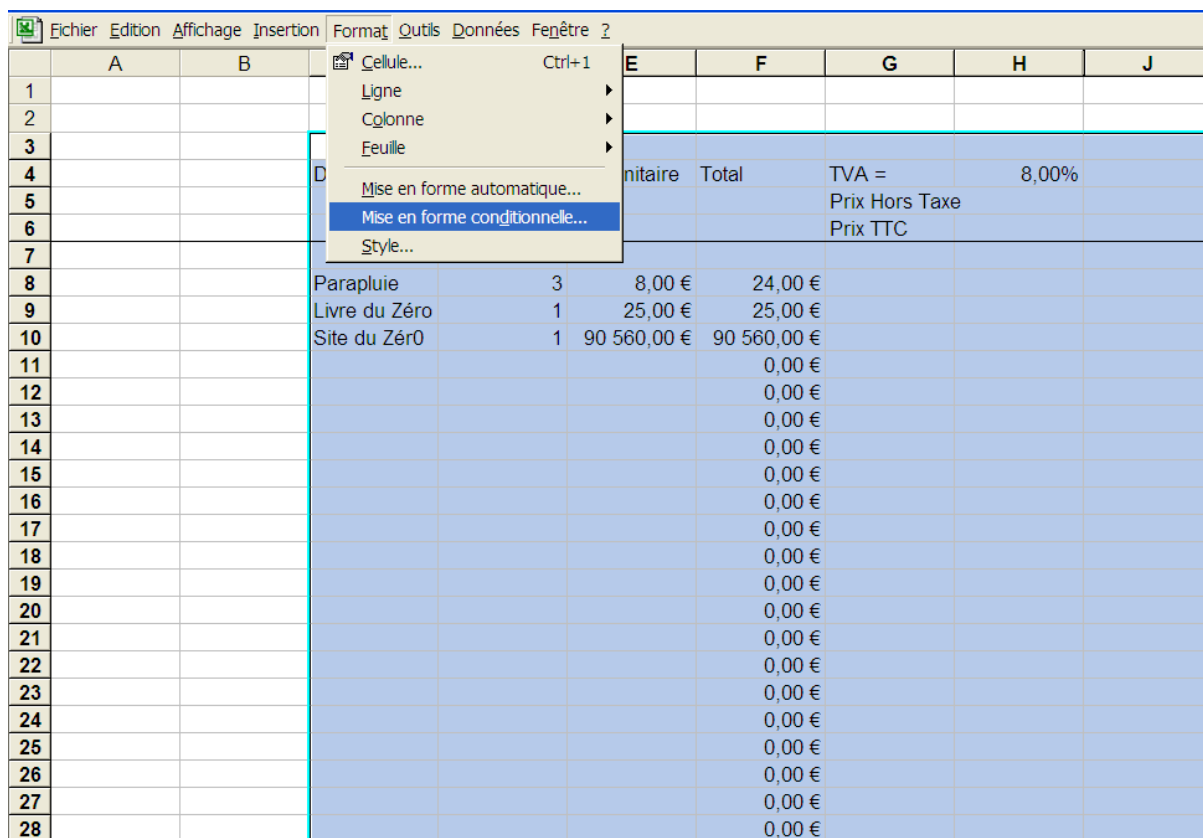 Fichier Edition Affichage Insertion Format Outils Données Fenêtre ?
A B E F G H J
Cellule... Ctrl+1
Ligne
Colonne
Feuille
Mise en forme automatique...
Mise en forme conditionnelle...
Style...
1
2
3
4 D nitaire Total TVA = 8,00%
5 Prix Hors Taxe
6 Prix TTC
7
8 Parapluie 3 8,00 € 24,00 €
9 Livre du Zéro 1 25,00 € 25,00 €
10 Site du Zér0 1 90 560,00 € 90 560,00 €
11 0,00 €
12 0,00 €
13 0,00 €
14 0,00 €
15 0,00 €
16 0,00 €
17 0,00 €
18 0,00 €
19 0,00 €
20 0,00 €
21 0,00 €
22 0,00 €
23 0,00 €
24 0,00 €
25 0,00 €
26 0,00 €
27 0,00 €
28 0,00 €